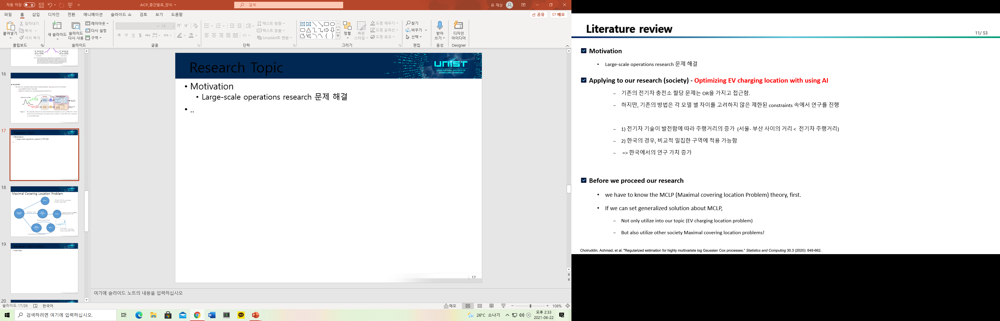 자동 저장
AICP_중간발표_양식
검색
유 재상
파일 홈 삽입 디자인 전환 애니메이션 슬라이드 쇼 검토 보기 도움말
공유 메모
붙여넣기
잘라내기
복사
서식 복사
클립보드
새 슬라이드
슬라이드 다시 사용
레이아웃
다시 설정
구역
슬라이드
18
글꼴
텍스트 방향
텍스트 맞춤
SmartArt로 변환
단락
정렬
빠른 스타일
도형 채우기
도형 윤곽선
도형 효과
그리기
찾기
바꾸기
선택
편집
받아쓰기
음성
디자인 아이디어
Designer
16
17
Research Topic
• Motivation
• Large-scale operations research 문제 해결
18
Maximal Covering Location Problem
19
Bayesian Optimization
• overview
20
Research Topic
UNIST
ULSAN NATIONAL INSTITUTE OF
SCIENCE AND TECHNOLOGY
• Motivation
• Large-scale operations research 문제 해결
• ..
17
여기에 슬라이드 노트의 내용을 입력하십시오
슬라이드 17/26
한국어
메모
108%
검색하려면 여기에 입력하십시오.
26°C 소나기
오후 2:33
2021-06-22
Literature review
11/ 53
Motivation
• Large-scale operations research 문제 해결
Applying to our research (society) - Optimizing EV charging location with using AI
– 기존의 전기차 충전소 할당 문제는 OR을 가지고 접근함.
– 하지만, 기존의 방법은 각 모델 별 차이를 고려하지 않은 제한된 constraints 속에서 연구를 진행
– 1) 전기차 기술이 발전함에 따라 주행거리의 증가 (서울- 부산 사이의 거리 < 전기차 주행거리)
– 2) 한국의 경우, 비교적 밀집한 구역에 적용 가능함
– => 한국에서의 연구 가치 증가
Before we proceed our research
• we have to know the MCLP (Maximal covering location Problem) theory, first.
• If we can set generalized solution about MCLP,
– Not only utilize into our topic (EV charging location problem)
– But also utilize other society Maximal covering location problems!
Choiruddin, Achmad, et al. "Regularized estimation for highly multivariate log Gaussian Cox processes." Statistics and Computing 30.3 (2020): 649-662.